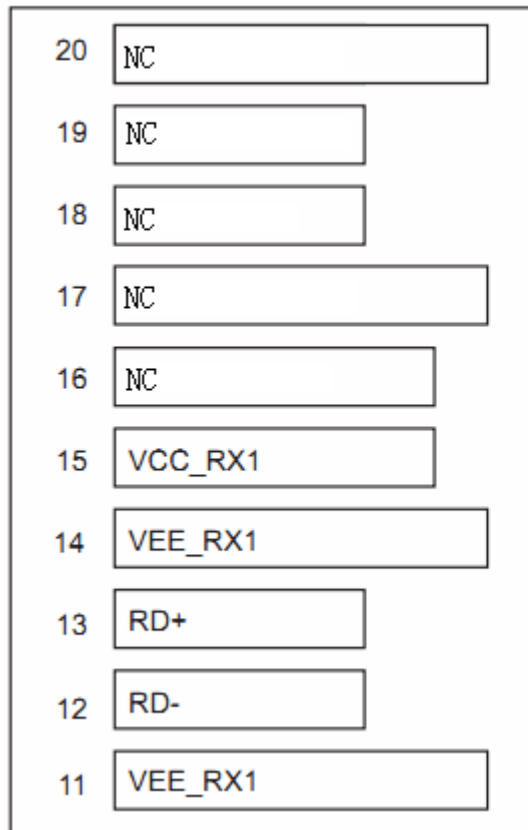 20 NC
19 NC
18 NC
17 NC
16 NC
15 VCC_RX1
14 VEE_RX1
13 RD+
12 RD-
11 VEE_RX1